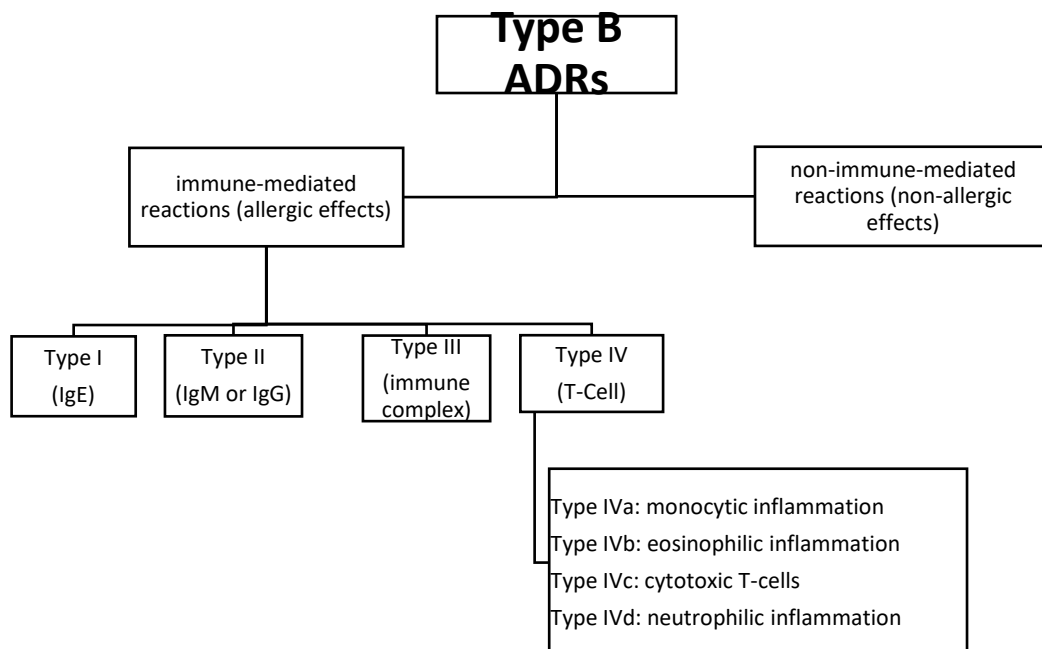 Type B
ADRs
immune-mediated
reactions (allergic effects)
non-immune-mediated
reactions (non-allergic
effects)
Type I
(IgE)
Type II
(IgM or IgG)
Type III
(immune
complex)
Type IV
(T-Cell)
Type IVa: monocytic inflammation
Type IVb: eosinophilic inflammation
Type IVc: cytotoxic T-cells
Type IVd: neutrophilic inflammation